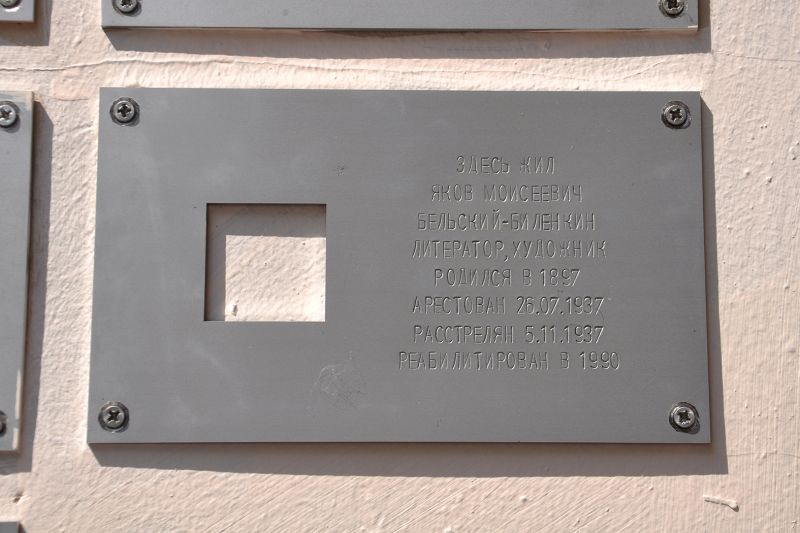 ЗДЕСЬ ЖИЛ
ЯКОВ МОИСЕЕВИЧ
БЕЛЬСКИЙ-БИЛЕНКИН
ЛИТЕРАТОР, ХУДОЖНИК
РОДИЛСЯ В 1897
АРЕСТОВАН 26.07.1937
РАССТРЕЛЯН 5.11.1937
РЕАБИЛИТИРОВАН В 1990